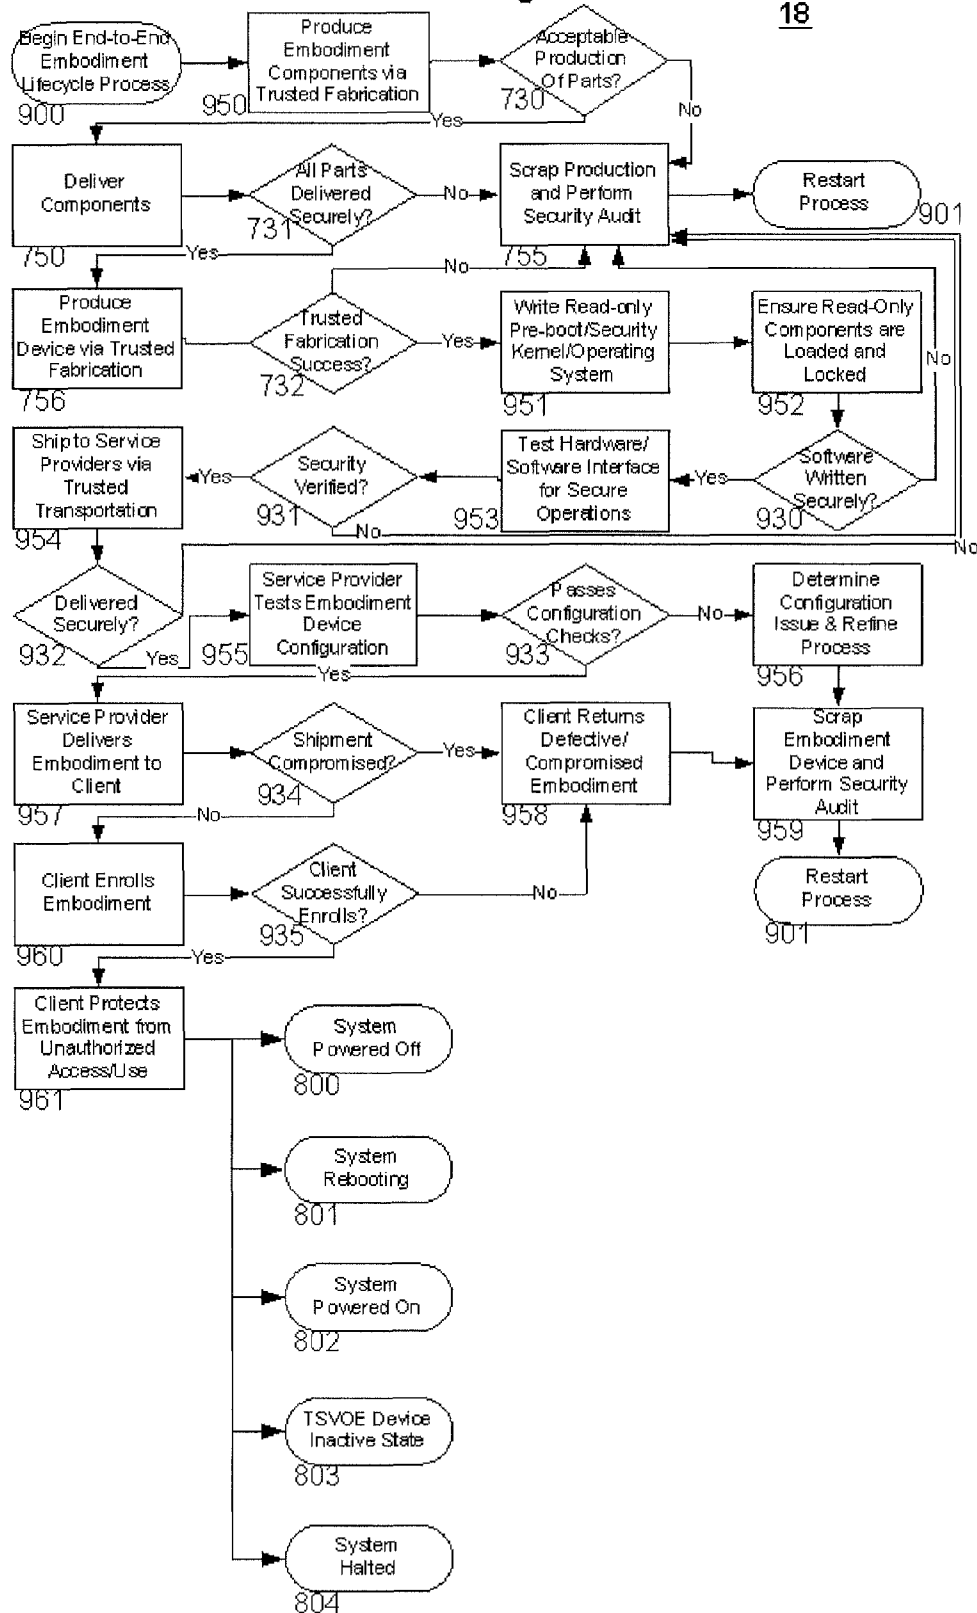 18
Begin End-to-End
Embodiment
Lifecycle Process
900
Produce
Embodiment
Components via
Trusted Fabrication
950
Acceptable
Production
Of Parts?
730
No
Yes
Deliver
Components
750
All Parts
Delivered
Securely?
731
No
Scrap Production
and Perform
Security Audit
755
Restart
Process
901
Yes
No
Produce
Embodiment
Device via Trusted
Fabrication
756
Trusted
Fabrication
Success?
732
Yes
Write Read-only
Pre-boot/Security
Kernel/Operating
System
951
Ensure Read-Only
Components are
Loaded and
Locked
952
No
Ship to Service
Providers via
Trusted
Transportation
954
Yes
Security
Verified?
931
Test Hardware/
Software Interface
for Secure
Operations
953
Yes
Software
Written
Securely?
930
No
No
Delivered
Securely?
932
Yes
Service Provider
Tests Embodiment
Device
Configuration
955
Passes
Configuration
Checks?
933
No
Determine
Configuration
Issue & Refine
Process
956
Yes
Service Provider
Delivers
Embodiment to
Client
957
Shipment
Compromised?
934
Yes
Client Returns
Defective/
Compromised
Embodiment
958
Scrap
Embodiment
Device and
Perform Security
Audit
959
No
Client Enrolls
Embodiment
960
Client
Successfully
Enrolls?
935
No
Restart
Process
901
Yes
Client Protects
Embodiment from
Unauthorized
Access/Use
961
System
Powered Off
800
System
Rebooting
801
System
Powered On
802
TSVOE Device
Inactive State
803
System
Halted
804